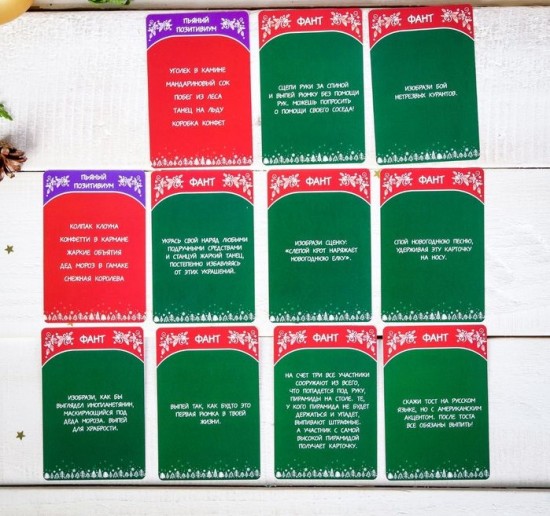 ПЬЯНЫЙ
ПОЗИТИВИУЧ
УГОЛЕК В КАМИНЕ
МАНДАРИНОВЫЙ СОК
ПОБЕГ ИЗ ЛЕСА
ТАНЕЦ НА ЛЬДУ
КОРОБКА КОНФЕТ
ФАНТ
СЦЕПИ РУКИ ЗА СПИНОЙ
И ВЫПЕЙ РЮМКУ БЕЗ ПОМОЩИ
РУК. МОЖЕШЬ ПОПРОСИТЬ
О ПОМОЩИ СВОЕГО СОСЕДА!
ФАНТ
ИЗОБРАЗИ БОЙ
НЕТРЕЗВЫХ КУРАНТОВ.
ПЬЯНЫЙ
ПОЗИТИВИУЧ
КОЛПАК КЛОУНА
КОНФЕТТИ В КАРМАНЕ
ЖАРКИЕ ОБЪЯТИЯ
ДЕД МОРОЗ В ГАМАКЕ
СНЕЖНАЯ КОРОЛЕВА
ФАНТ
УКРАСЬ СВОЙ НАРЯД ЛЮБЫМИ
ПОДРУЧНЫМИ СРЕДСТВАМИ
И СТАНЦУЙ ЖАРКИЙ ТАНЕЦ,
ПОСТЕПЕННО ИЗБАВЛЯЯСЬ
ОТ ЭТИХ УКРАШЕНИЙ.
ФАНТ
ИЗОБРАЗИ СЦЕНКУ:
«СЛЕПОЙ КРОТ НАРЯЖАЕТ
НОВОГОДНЮЮ ЕЛКУ».
ФАНТ
СПОЙ НОВОГОДНЮЮ ПЕСНЮ,
УДЕРЖИВАЯ ЭТУ КАРТОЧКУ
НА НОСУ.
ФАНТ
ИЗОБРАЗИ, КАК БЫ
ВЫГЛЯДЕЛ ИНОПЛАНЕТЯНИН,
МАСКИРУЮЩИЙСЯ ПОД
ДЕДА МОРОЗА. ВЫПЕЙ
ДЛЯ ХРАБРОСТИ.
ФАНТ
ВЫПЕЙ ТАК, КАК БУДТО ЭТО
ПЕРВАЯ РЮМКА В ТВОЕЙ
ЖИЗНИ.
ФАНТ
НА СЧЕТ ТРИ ВСЕ УЧАСТНИКИ
СООРУЖАЮТ ИЗ ВСЕГО,
ЧТО ПОПАДЕТСЯ ПОД РУКУ,
ПИРАМИДЫ НА СТОЛЕ. ТЕ,
У КОГО ПИРАМИДА НЕ БУДЕТ
ДЕРЖАТЬСЯ И УПАДЕТ,
ВЫПИВАЮТ ШТРАФНЫЕ.
А УЧАСТНИК С САМОЙ
ВЫСОКОЙ ПИРАМИДОЙ
ПОЛУЧАЕТ КАРТОЧКУ.
ФАНТ
СКАЖИ ТОСТ НА РУССКОМ
ЯЗЫКЕ, НО С АМЕРИКАНСКИМ
АКЦЕНТОМ. ПОСЛЕ ТОСТА
ВСЕ ОБЯЗАНЫ ВЫПИТЬ!